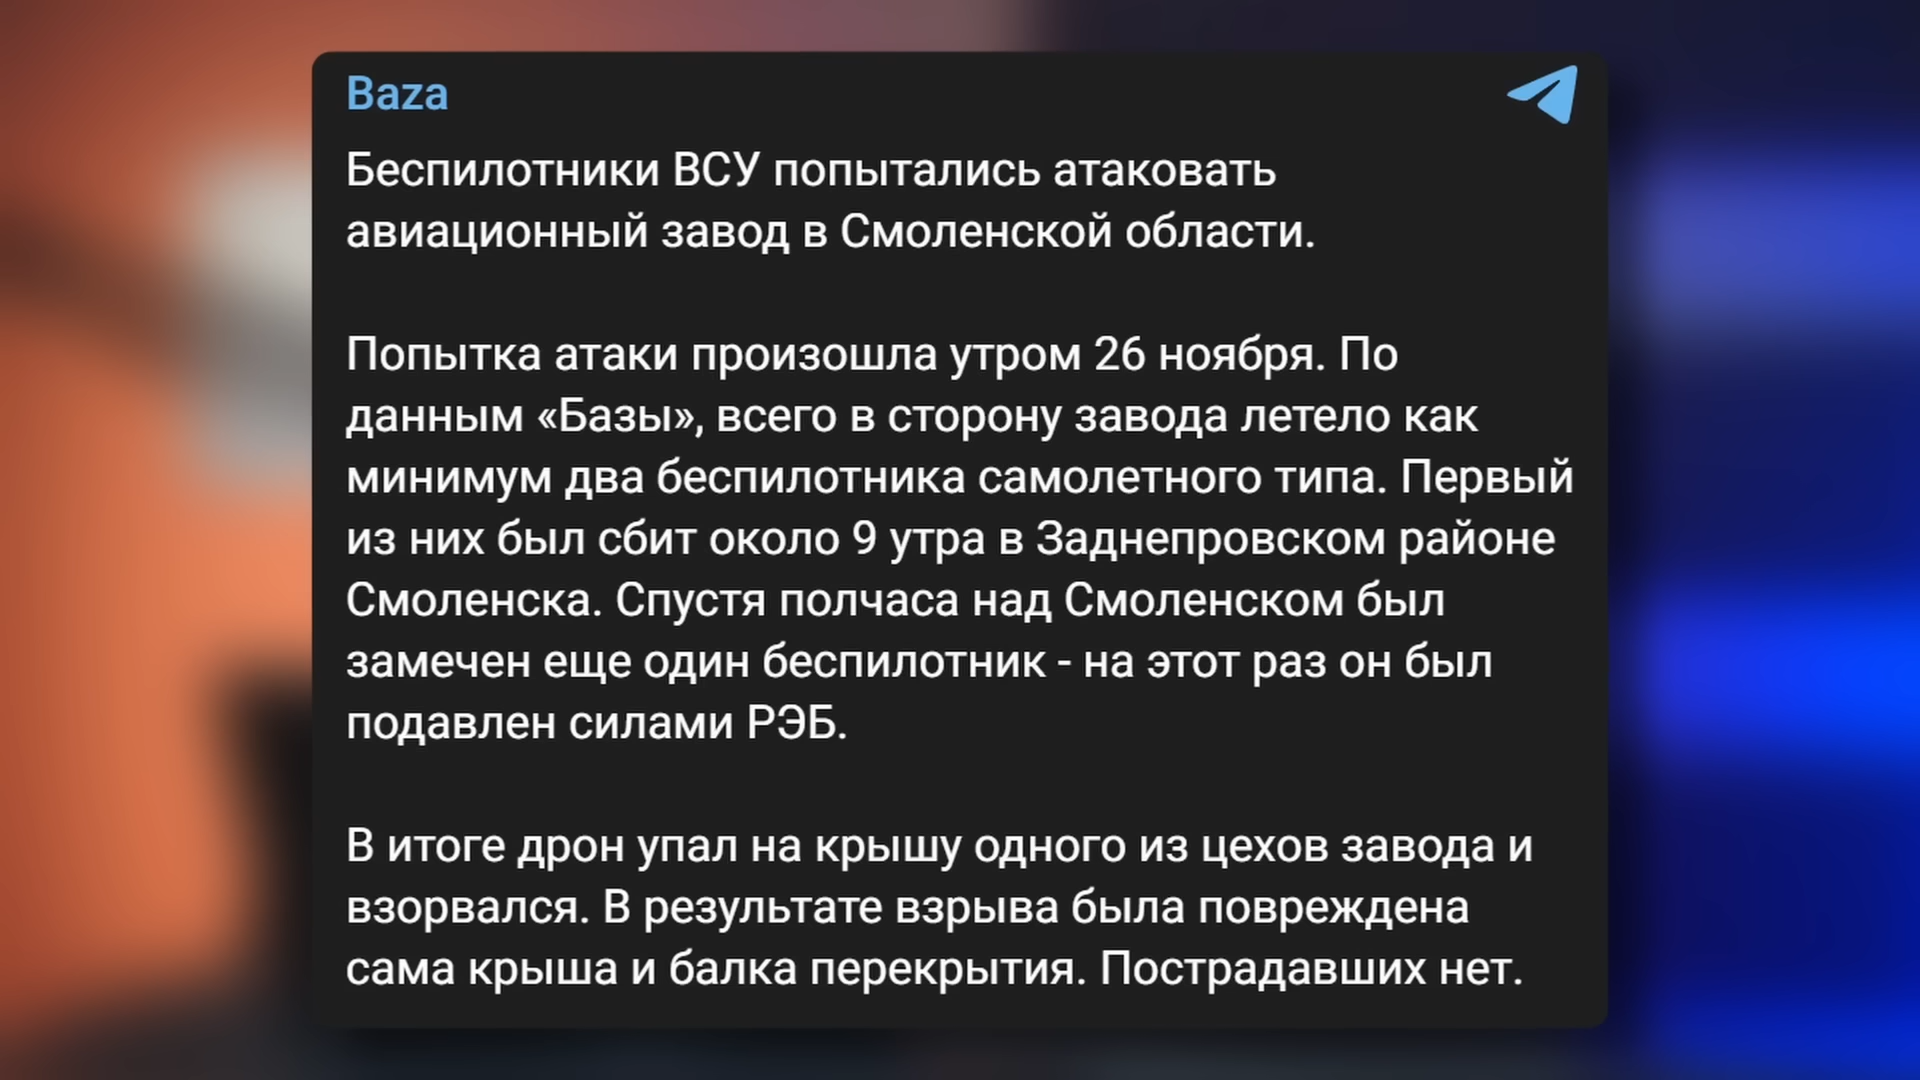 Baza
Беспилотники ВСУ попытались атаковать
авиационный завод в Смоленской области.
Попытка атаки произошла утром 26 ноября. По
данным «Базы», всего в сторону завода летело как
минимум два беспилотника самолетного типа. Первый
из них был сбит около 9 утра в Заднепровском районе
Смоленска. Спустя полчаса над Смоленском был
замечен еще один беспилотник - на этот раз он был
подавлен силами РЭБ.
В итоге дрон упал на крышу одного из цехов завода и
взорвался. В результате взрыва была повреждена
сама крыша и балка перекрытия. Пострадавших нет.